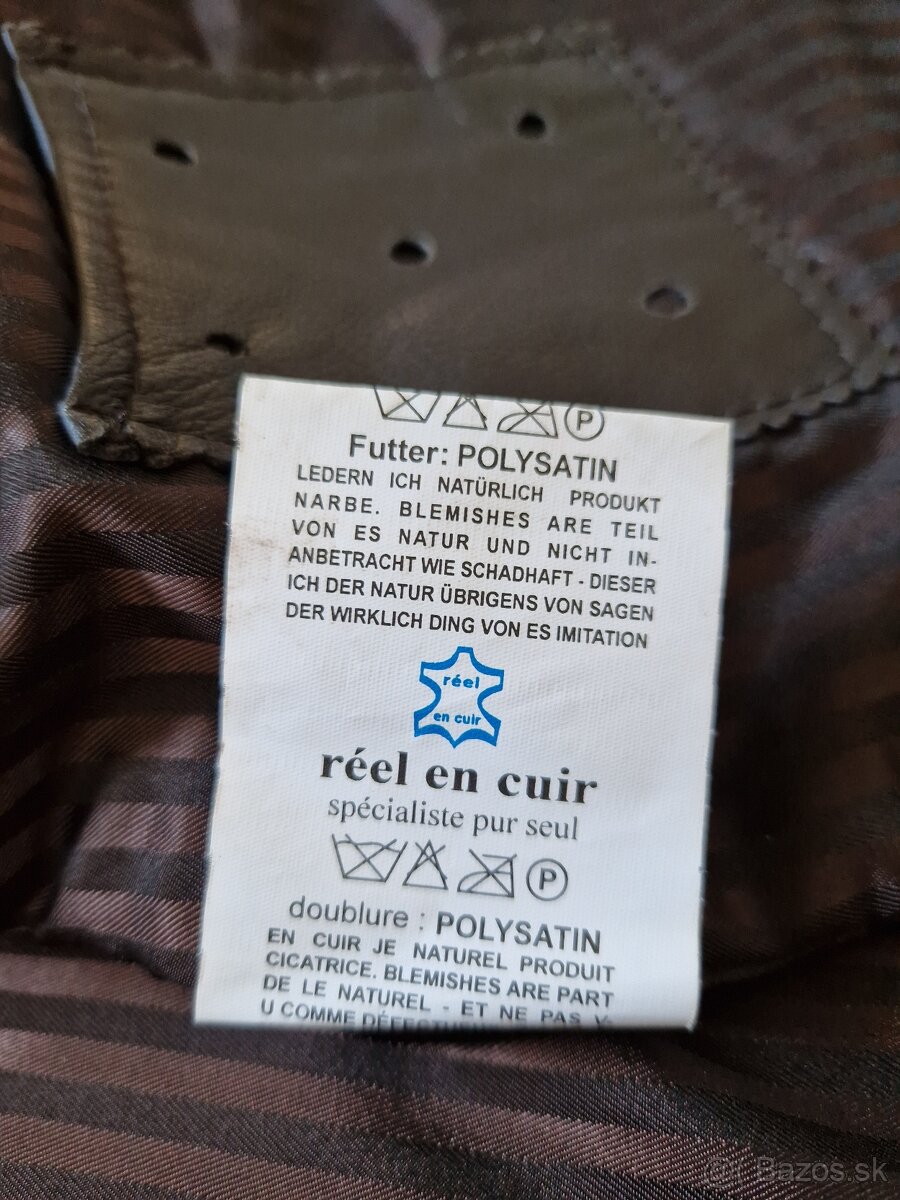 P
Futter: POLYSATIN
LEDERN ICH NATÜRLICH PRODUKT
NARBE. BLEMISHES ARE TEIL
VON ES NATUR UND NICHT IN-
ANBETRACHT WIE SCHADHAFT - DIESER
ICH DER NATUR ÜBRIGENS VON SAGEN
DER WIRKLICH DING VON ES IMITATION
réel
en cuir
réel en cuir
spécialiste pur seul
P
doublure : POLYSATIN
EN CUIR JE NATUREL PRODUIT
CICATRICE. BLEMISHES ARE PART
DE LE NATUREL - ET NE PAS V-
U COMME
Bazos.sk